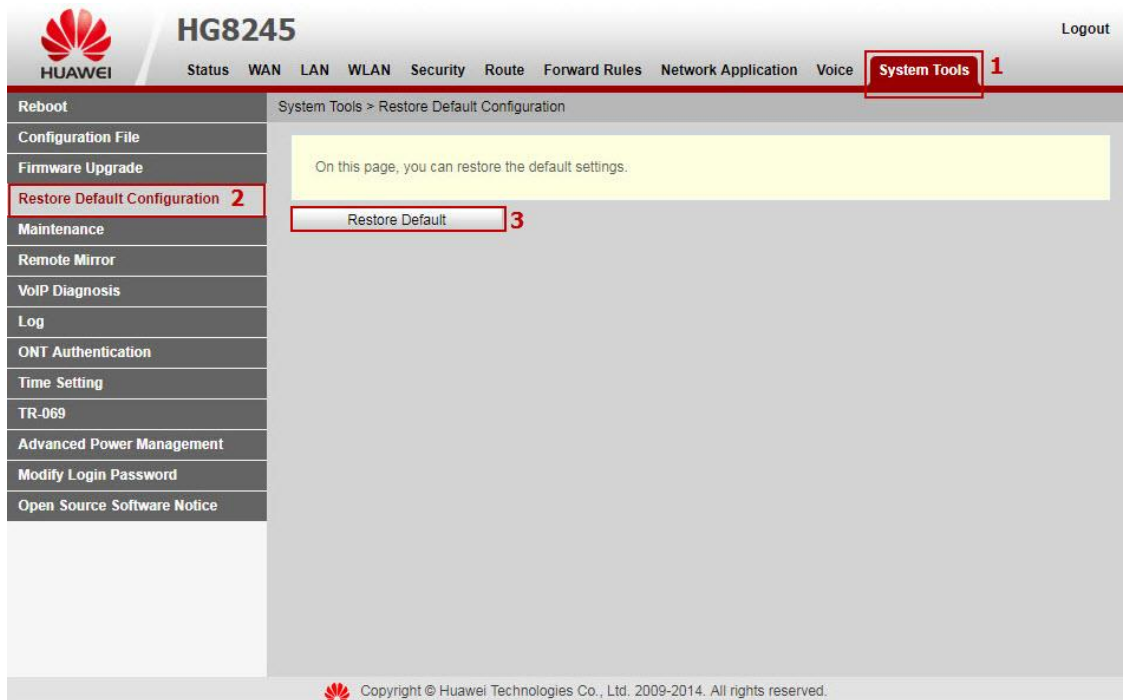 HG8245
Logout
HUAWEI
Status WAN LAN WLAN Security Route Forward Rules Network Application Voice System Tools 1
Reboot
System Tools > Restore Default Configuration
Configuration File
Firmware Upgrade
On this page, you can restore the default settings.
Restore Default Configuration 2
Restore Default 3
Maintenance
Remote Mirror
VoIP Diagnosis
Log
ONT Authentication
Time Setting
TR-069
Advanced Power Management
Modify Login Password
Open Source Software Notice
Copyright © Huawei Technologies Co., Ltd. 2009-2014. All rights reserved.